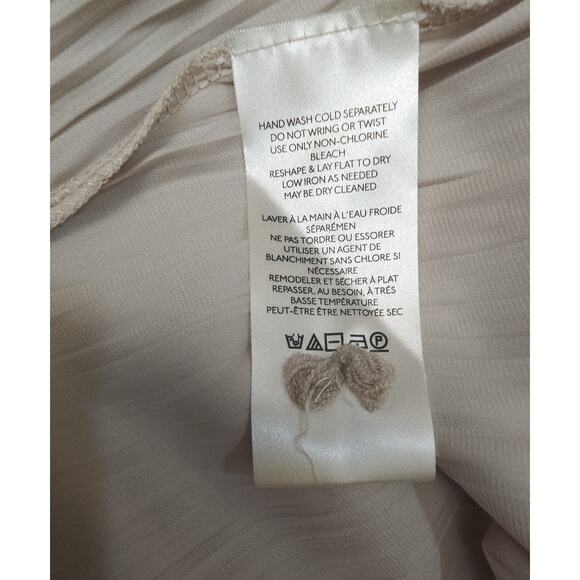 HAND WASH COLD SEPARATELY
DO NOT WRING OR TWIST
USE ONLY NON-CHLORINE
BLEACH
RESHAPE & LAY FLAT TO DRY
LOW IRON AS NEEDED
MAY BE DRY CLEANED
LAVER À LA MAIN À L'EAU FROIDE
SÉPARÉMEN
NE PAS TORDRE OU ESSORER
UTILISER UN AGENT DE
BLANCHIMENT SANS CHLORE SI
NÉCESSAIRE
REMODELER ET SÉCHER À PLAT
REPASSER, AU BESOIN, À TRÉS
BASSE TEMPÉRATURE
PEUT-ÊTRE ÊTRE NETTOYÉE SEC
P